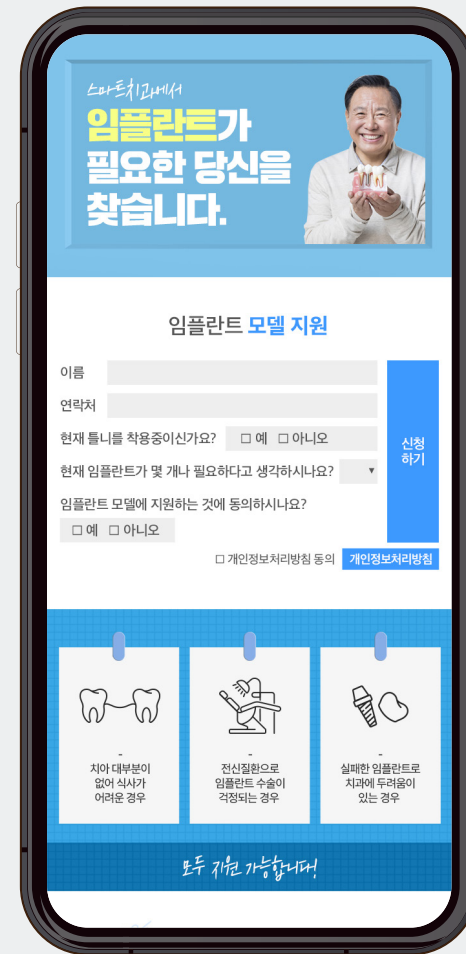 스마트치과에서
임플란트가
필요한 당신을
찾습니다.
임플란트 모델 지원
이름
연락처
현재 틀니를 착용중이신가요? □ 예 □ 아니오
현재 임플란트가 몇 개나 필요하다고 생각하시나요? ▼
임플란트 모델에 지원하는 것에 동의하시나요?
□ 예 □ 아니오
신청
하기
□ 개인정보처리방침 동의 개인정보처리방침
-
치아 대부분이
없어 식사가
어려운 경우
-
전신질환으로
임플란트 수술이
걱정되는 경우
-
실패한 임플란트로
치과에 두려움이
있는 경우
모두 지원 가능합니다!